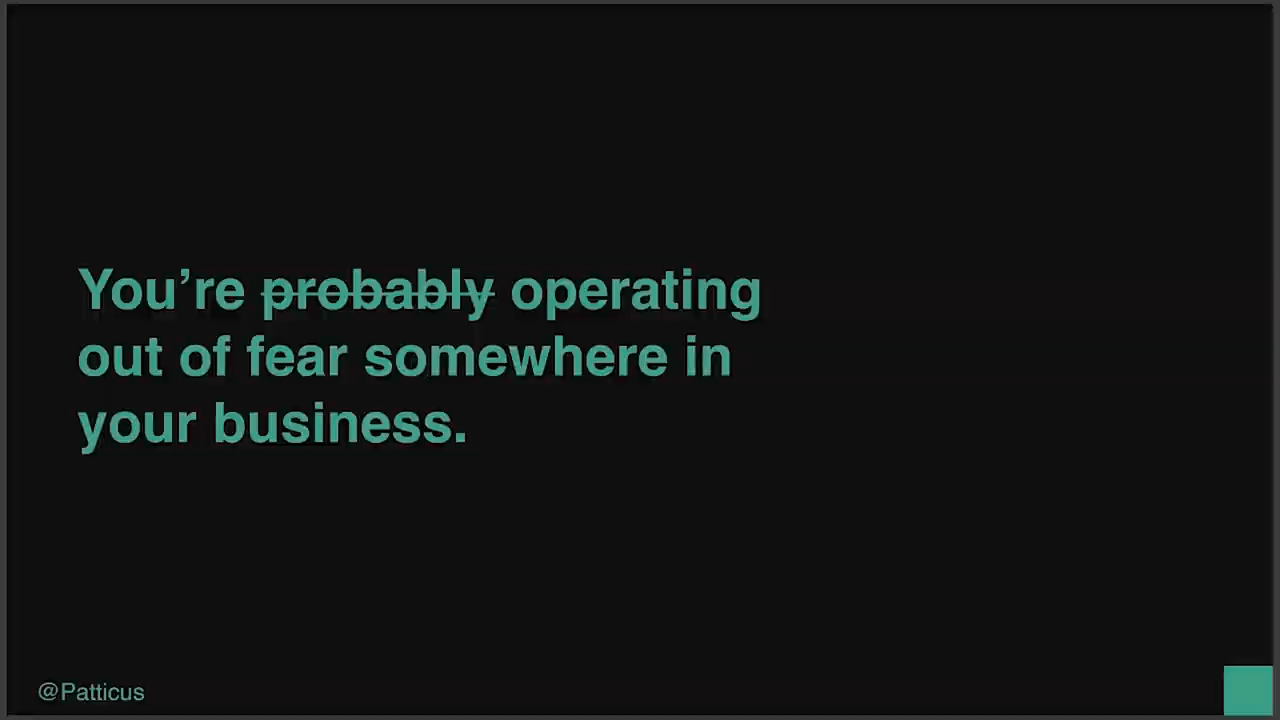 You’re probably operating
out of fear somewhere in
your business.
@Patticus